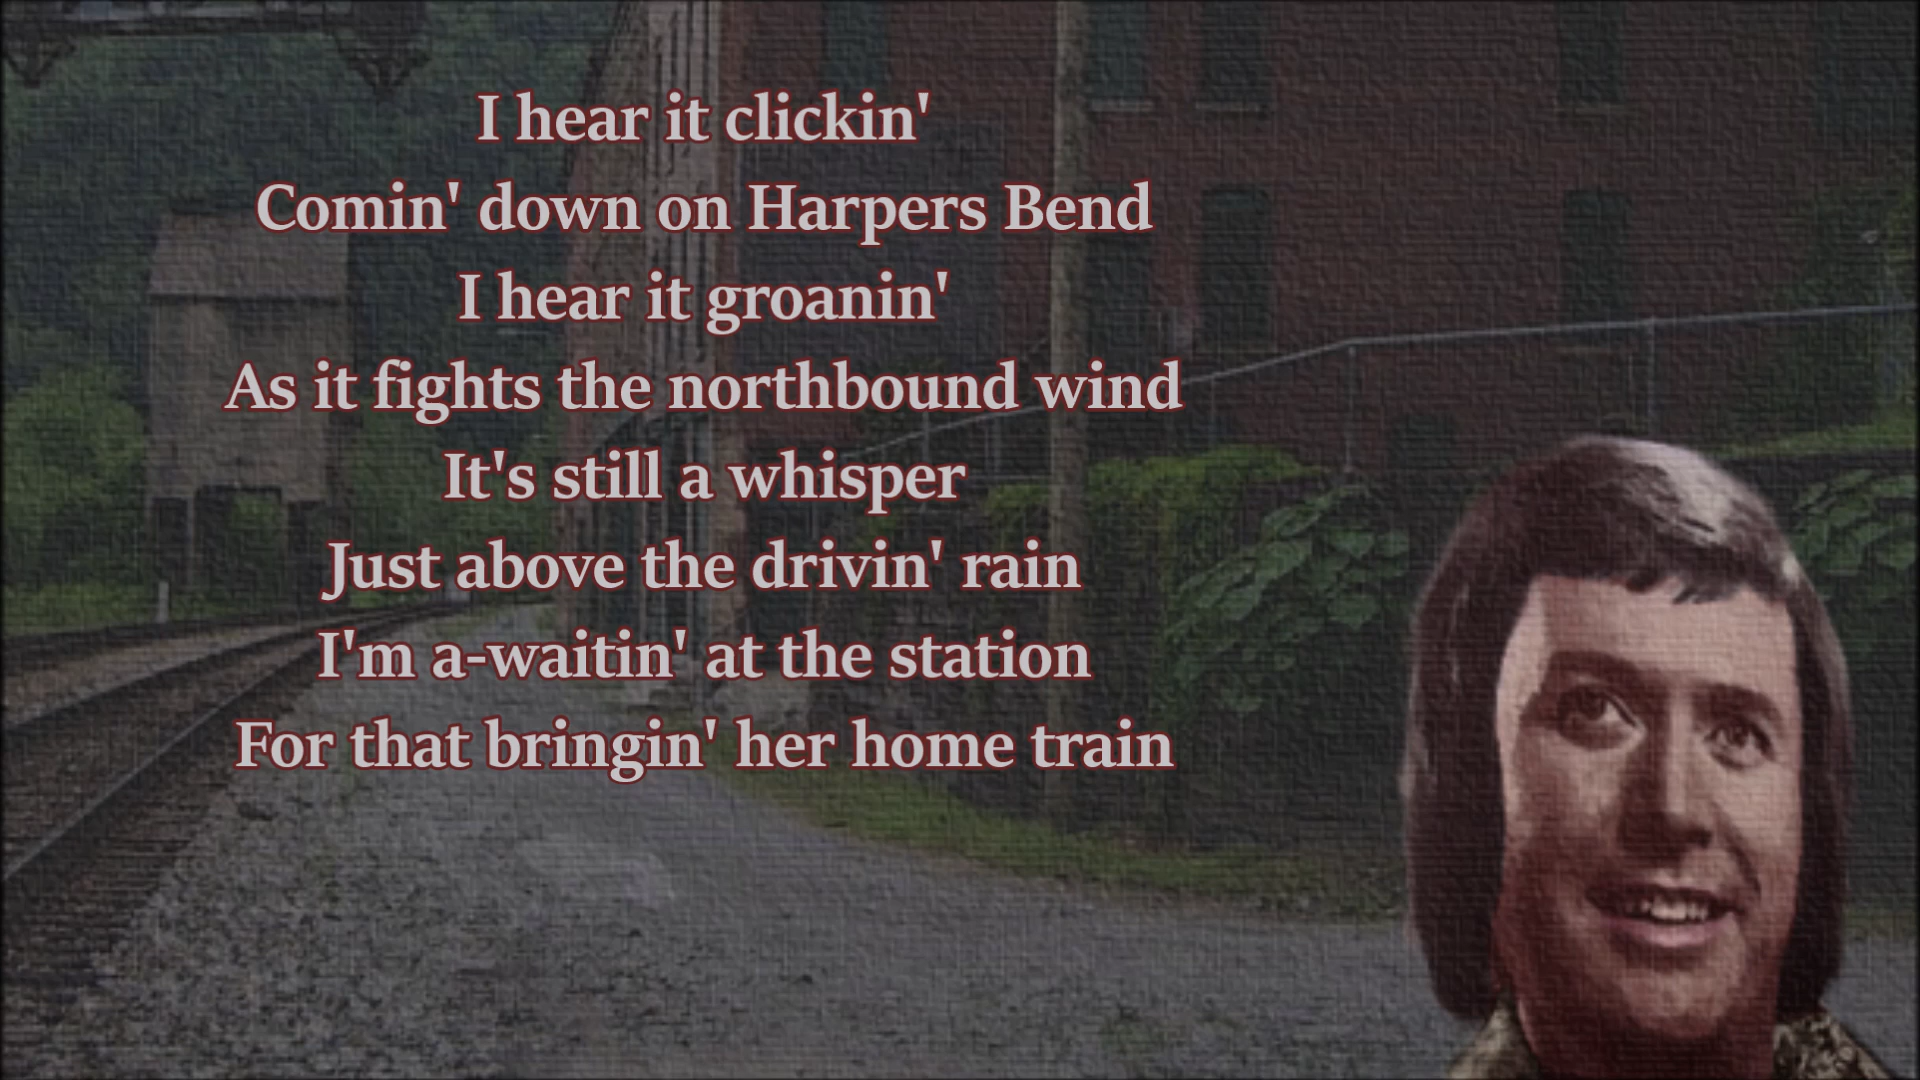 I hear it clickin'
Comin' down on Harpers Bend
I hear it groanin'
As it fights the northbound wind
It's still a whisper
Just above the drivin' rain
I'm a-waitin' at the station
For that bringin' her home train